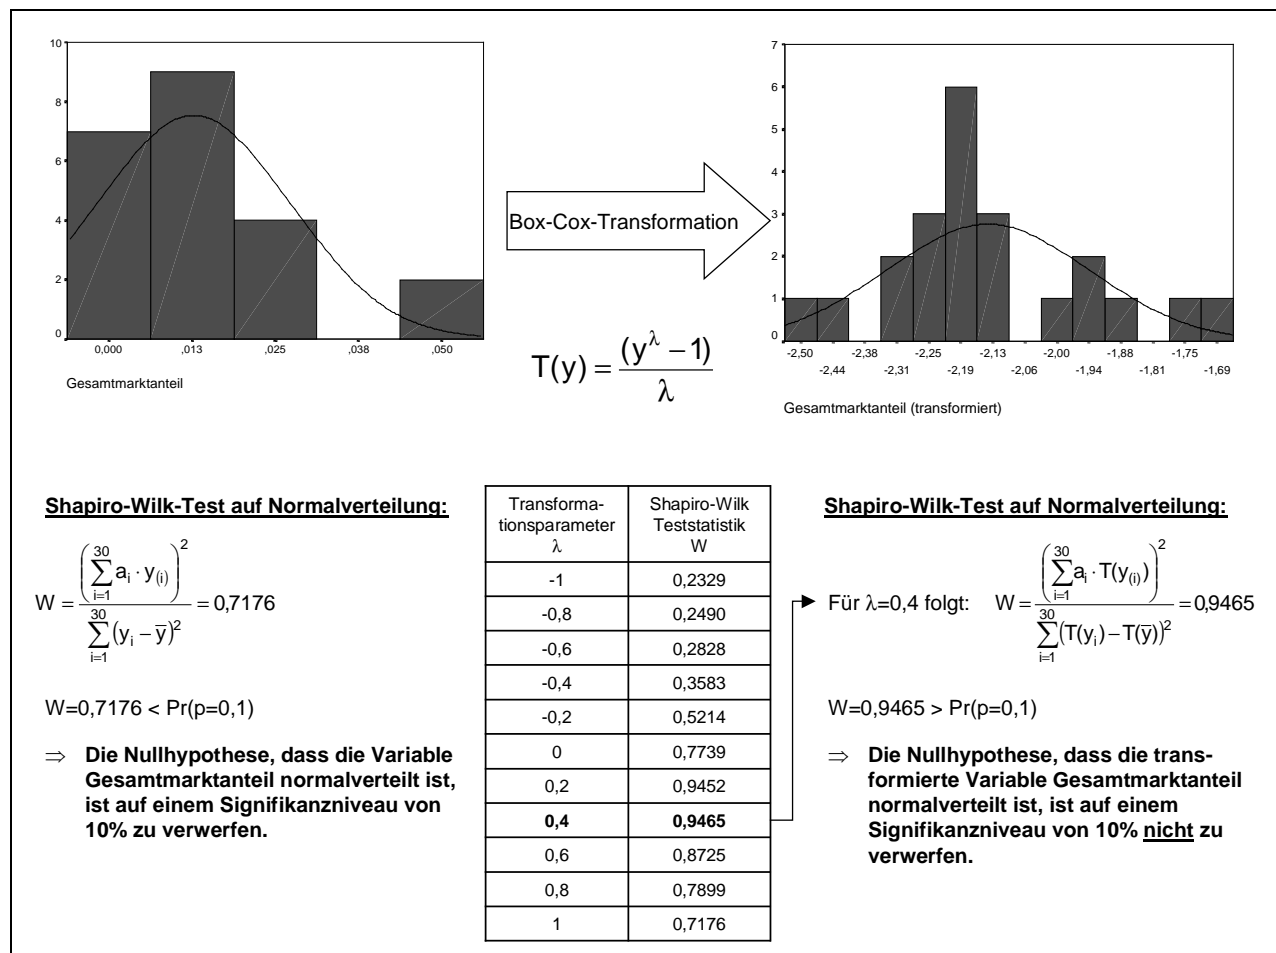 10
8
6
4
2
0
0,000
,013
,025
,038
,050
Gesamtmarktanteil
Box-Cox-Transformation
T(y) = (y^λ − 1) / λ
7
6
5
4
3
2
1
0
-2,50
-2,38
-2,25
-2,13
-2,00
-1,88
-1,75
-2,44
-2,31
-2,19
-2,06
-1,94
-1,81
-1,69
Gesamtmarktanteil (transformiert)
Shapiro-Wilk-Test auf Normalverteilung:
W = (∑_{i=1}^{30} a_i · y_(i))² / ∑_{i=1}^{30} (y_i − ȳ)² = 0,7176
W=0,7176 < Pr(p=0,1)
⇒ Die Nullhypothese, dass die Variable
Gesamtmarktanteil normalverteilt ist,
ist auf einem Signifikanzniveau von
10% zu verwerfen.
Transforma-
tionsparameter
λ
Shapiro-Wilk
Teststatistik
W
-1 0,2329
-0,8 0,2490
-0,6 0,2828
-0,4 0,3583
-0,2 0,5214
0 0,7739
0,2 0,9452
0,4 0,9465
0,6 0,8725
0,8 0,7899
1 0,7176
Shapiro-Wilk-Test auf Normalverteilung:
Für λ=0,4 folgt: W = (∑_{i=1}^{30} a_i · T(y_(i)))² / ∑_{i=1}^{30} (T(y_i) − T(ȳ))² = 0,9465
W=0,9465 > Pr(p=0,1)
⇒ Die Nullhypothese, dass die trans-
formierte Variable Gesamtmarktanteil
normalverteilt ist, ist auf einem
Signifikanzniveau von 10% nicht zu
verwerfen.